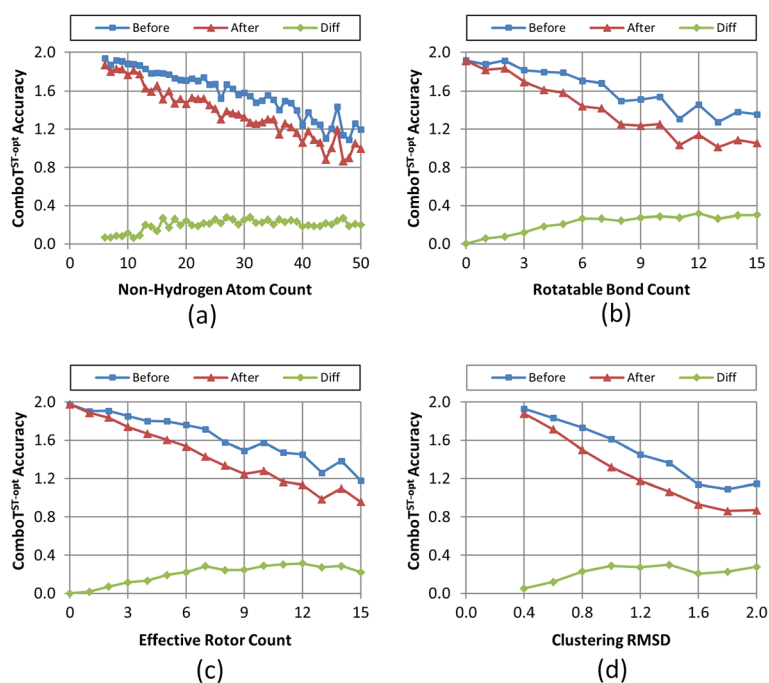 Before After Diff
2.0
1.6
1.2
0.8
0.4
0.0
0 10 20 30 40 50
ComboT^ST-opt Accuracy
Non-Hydrogen Atom Count
(a)
Before After Diff
2.0
1.6
1.2
0.8
0.4
0.0
0 3 6 9 12 15
ComboT^ST-opt Accuracy
Rotatable Bond Count
(b)
Before After Diff
2.0
1.6
1.2
0.8
0.4
0.0
0 3 6 9 12 15
ComboT^ST-opt Accuracy
Effective Rotor Count
(c)
Before After Diff
2.0
1.6
1.2
0.8
0.4
0.0
0.0 0.4 0.8 1.2 1.6 2.0
ComboT^ST-opt Accuracy
Clustering RMSD
(d)